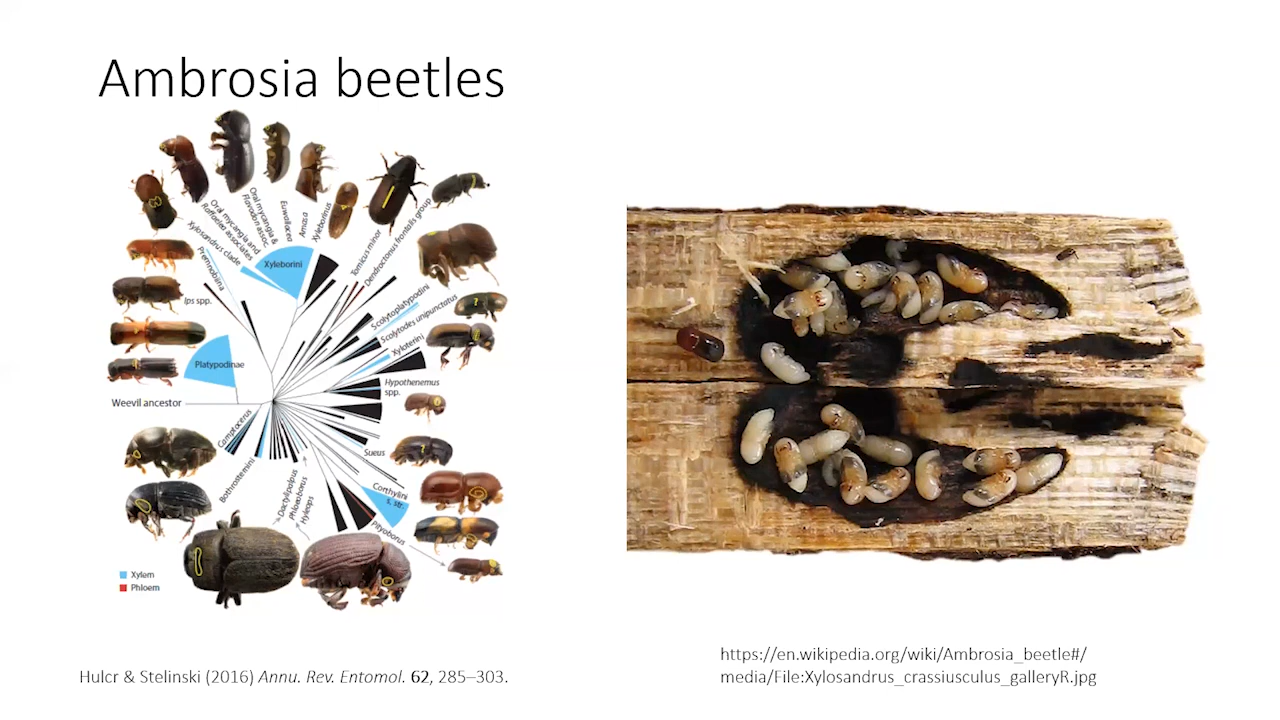 Ambrosia beetles
Oral mycangia and
Raffaelea associates
Oral mycangia &
Flavodon assoc.
Euwallacea
Amasa
Xyleborinus
Tomicus minor
Dendroctonus frontalis group
Xylosandrus clade
Premnobiina
Xyleborini
Ips spp.
Scolytoplatypodini
Scolytodes unipunctatus
Xyloterini
Platypodinae
Hypothenemus
spp.
Weevil ancestor
Camptocerus
Sueus
Bothrosternini
Dactylipalpus
Phloeoborus
Hyleops
Corthylini
s. str.
Pityoborus
Xylem
Phloem
Hulcr & Stelinski (2016) Annu. Rev. Entomol. 62, 285–303.
https://en.wikipedia.org/wiki/Ambrosia_beetle#/
media/File:Xylosandrus_crassiusculus_galleryR.jpg